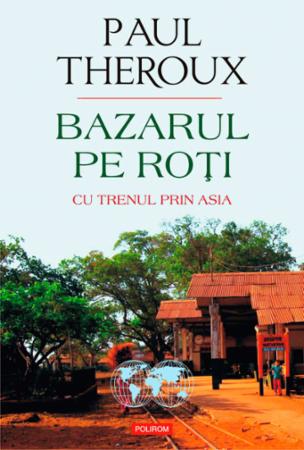 PAUL
THEROUX
BAZARUL
PE ROŢI
CU TRENUL PRIN ASIA
POLIROM